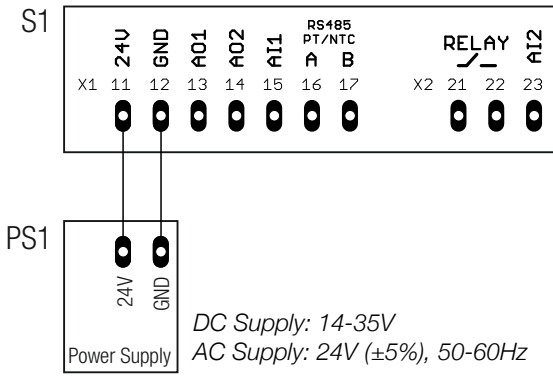 S1
24V GND AO1 AO2 AI1 RS485 RELAY AI2
PT/NTC
A B
X1 11 12 13 14 15 16 17 X2 21 22 23
PS1
24V GND
Power Supply
DC Supply: 14-35V
AC Supply: 24V (±5%), 50-60Hz